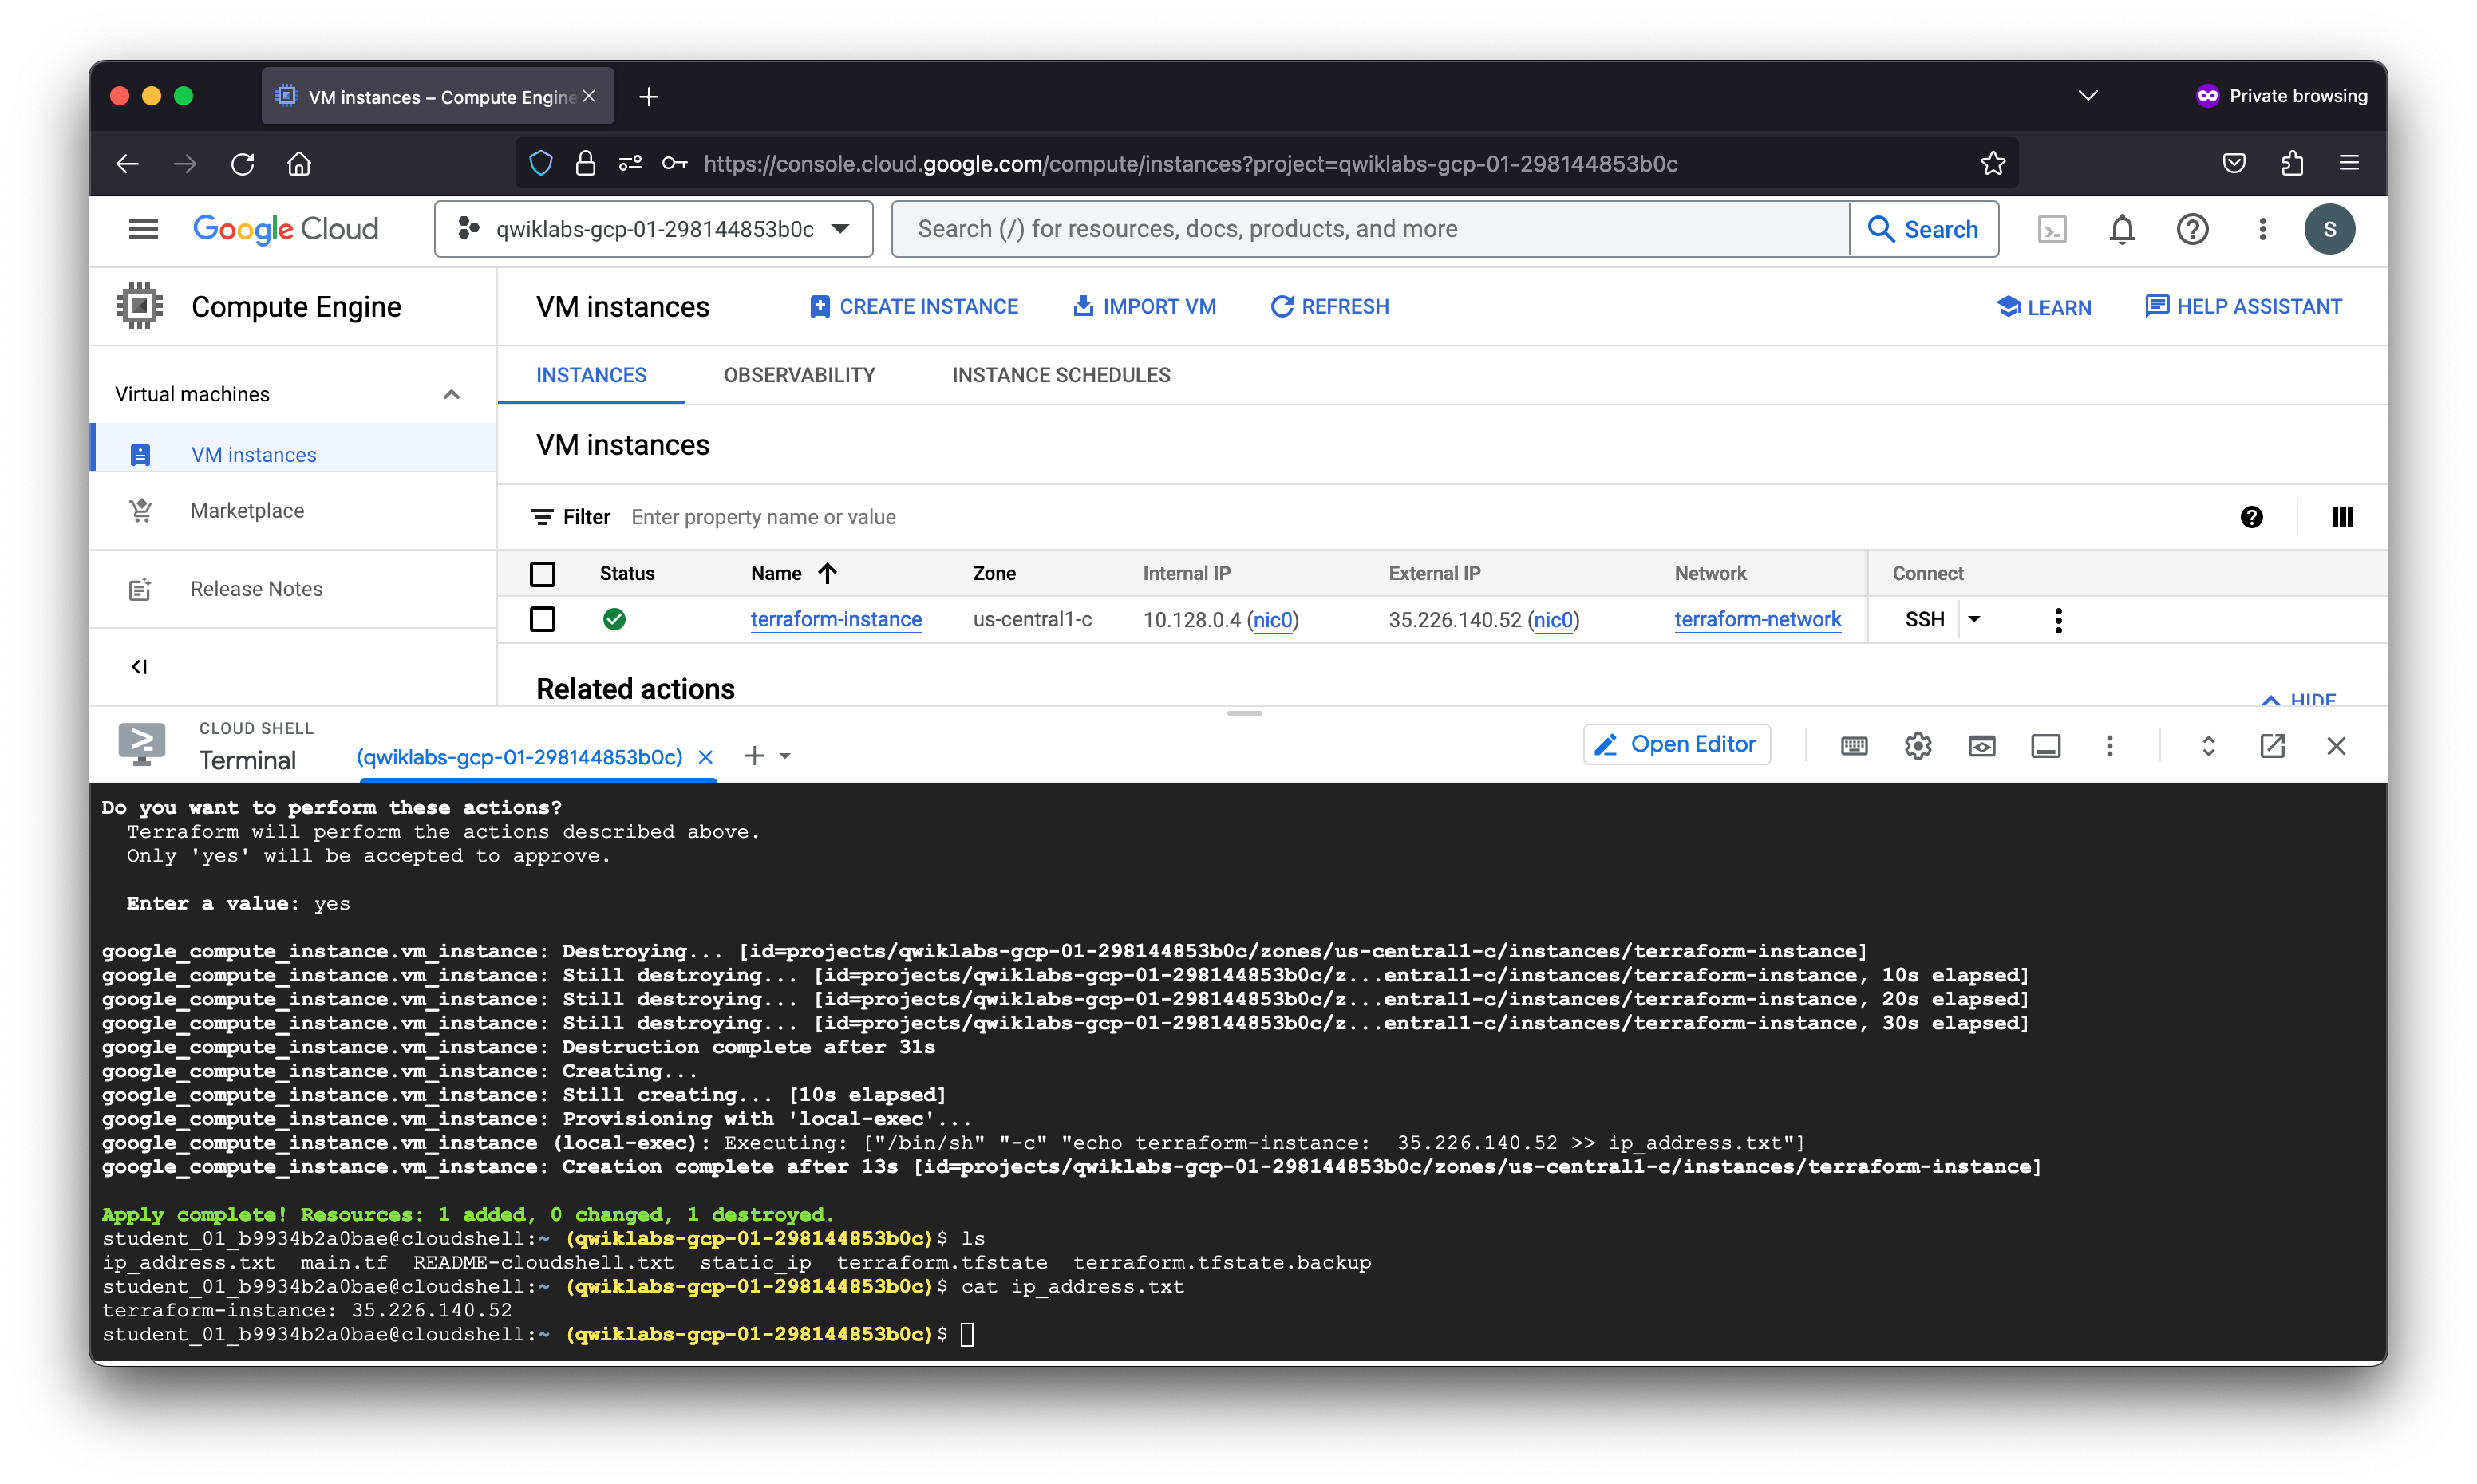 VM instances – Compute Engine
Private browsing
https://console.cloud.google.com/compute/instances?project=qwiklabs-gcp-01-298144853b0c
Google Cloud
qwiklabs-gcp-01-298144853b0c
Search (/) for resources, docs, products, and more
Search
S
Compute Engine
VM instances
CREATE INSTANCE
IMPORT VM
REFRESH
LEARN
HELP ASSISTANT
Virtual machines
VM instances
Marketplace
Release Notes
INSTANCES
OBSERVABILITY
INSTANCE SCHEDULES
VM instances
Filter Enter property name or value
Status Name Zone Internal IP External IP Network Connect
terraform-instance us-central1-c 10.128.0.4 (nic0) 35.226.140.52 (nic0) terraform-network SSH
Related actions
HIDE
CLOUD SHELL
Terminal
(qwiklabs-gcp-01-298144853b0c)
Open Editor
Do you want to perform these actions?
Terraform will perform the actions described above.
Only 'yes' will be accepted to approve.
Enter a value: yes
google_compute_instance.vm_instance: Destroying... [id=projects/qwiklabs-gcp-01-298144853b0c/zones/us-central1-c/instances/terraform-instance]
google_compute_instance.vm_instance: Still destroying... [id=projects/qwiklabs-gcp-01-298144853b0c/z...entral1-c/instances/terraform-instance, 10s elapsed]
google_compute_instance.vm_instance: Still destroying... [id=projects/qwiklabs-gcp-01-298144853b0c/z...entral1-c/instances/terraform-instance, 20s elapsed]
google_compute_instance.vm_instance: Still destroying... [id=projects/qwiklabs-gcp-01-298144853b0c/z...entral1-c/instances/terraform-instance, 30s elapsed]
google_compute_instance.vm_instance: Destruction complete after 31s
google_compute_instance.vm_instance: Creating...
google_compute_instance.vm_instance: Still creating... [10s elapsed]
google_compute_instance.vm_instance: Provisioning with 'local-exec'...
google_compute_instance.vm_instance (local-exec): Executing: ["/bin/sh" "-c" "echo terraform-instance:  35.226.140.52 >> ip_address.txt"]
google_compute_instance.vm_instance: Creation complete after 13s [id=projects/qwiklabs-gcp-01-298144853b0c/zones/us-central1-c/instances/terraform-instance]
Apply complete! Resources: 1 added, 0 changed, 1 destroyed.
student_01_b9934b2a0bae@cloudshell:~ (qwiklabs-gcp-01-298144853b0c)$ ls
ip_address.txt  main.tf  README-cloudshell.txt  static_ip  terraform.tfstate  terraform.tfstate.backup
student_01_b9934b2a0bae@cloudshell:~ (qwiklabs-gcp-01-298144853b0c)$ cat ip_address.txt
terraform-instance: 35.226.140.52
student_01_b9934b2a0bae@cloudshell:~ (qwiklabs-gcp-01-298144853b0c)$